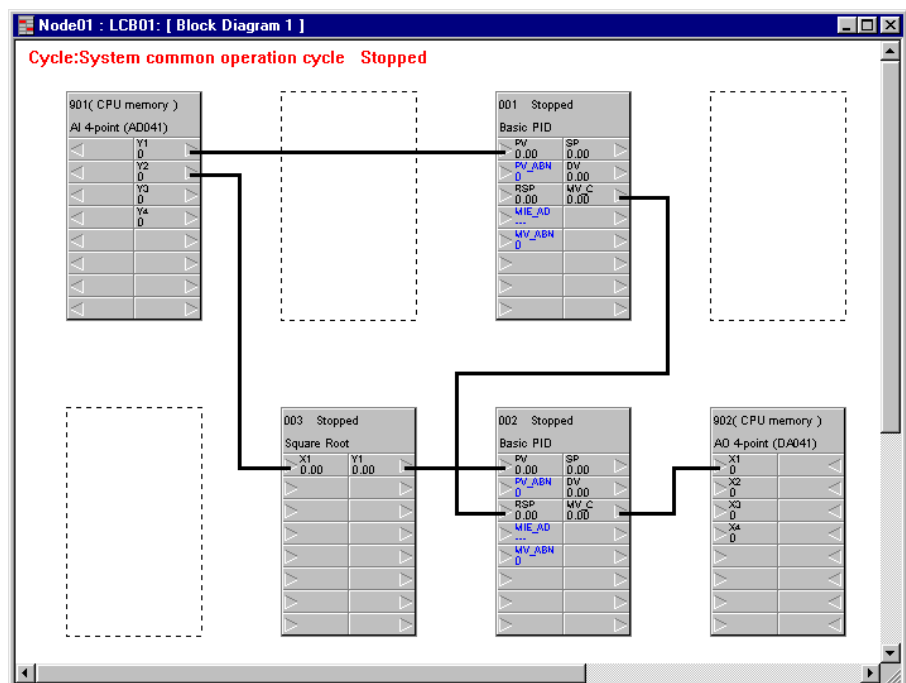 Node01 : LCB01: [ Block Diagram 1 ]
Cycle:System common operation cycle Stopped
901( CPU memory )
AI 4-point (AD041)
Y1
0
Y2
0
Y3
0
Y4
0
001 Stopped
Basic PID
PV SP
0.00 0.00
PV_ABN DV
0 0.00
RSP MV_C
0.00 0.00
MIE_AD
---
MV_ABN
0
003 Stopped
Square Root
X1 Y1
0.00 0.00
002 Stopped
Basic PID
PV SP
0.00 0.00
PV_ABN DV
0 0.00
RSP MV_C
0.00 0.00
MIE_AD
---
MV_ABN
0
902( CPU memory )
AO 4-point (DA041)
X1
0
X2
0
X3
0
X4
0